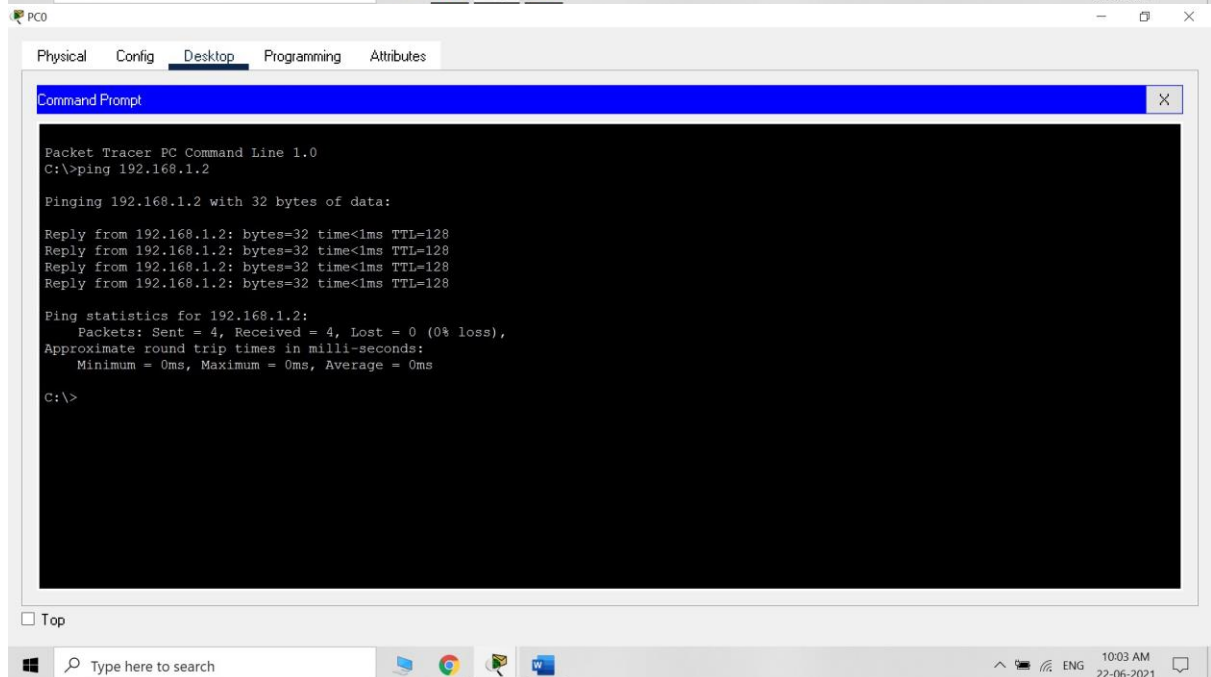 PC0
Physical Config Desktop Programming Attributes
Command Prompt X
Packet Tracer PC Command Line 1.0
C:\>ping 192.168.1.2
Pinging 192.168.1.2 with 32 bytes of data:
Reply from 192.168.1.2: bytes=32 time<1ms TTL=128
Reply from 192.168.1.2: bytes=32 time<1ms TTL=128
Reply from 192.168.1.2: bytes=32 time<1ms TTL=128
Reply from 192.168.1.2: bytes=32 time<1ms TTL=128
Ping statistics for 192.168.1.2:
Packets: Sent = 4, Received = 4, Lost = 0 (0% loss),
Approximate round trip times in milli-seconds:
Minimum = 0ms, Maximum = 0ms, Average = 0ms
C:\>
Top
Type here to search
ENG
10:03 AM
22-06-2021